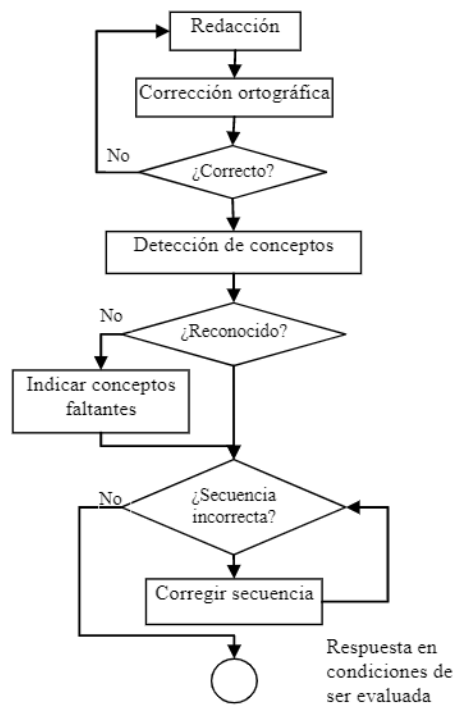 Redacción
Corrección ortográfica
No
¿Correcto?
Detección de conceptos
No
¿Reconocido?
Indicar conceptos
faltantes
No
¿Secuencia
incorrecta?
Corregir secuencia
Respuesta en
condiciones de
ser evaluada